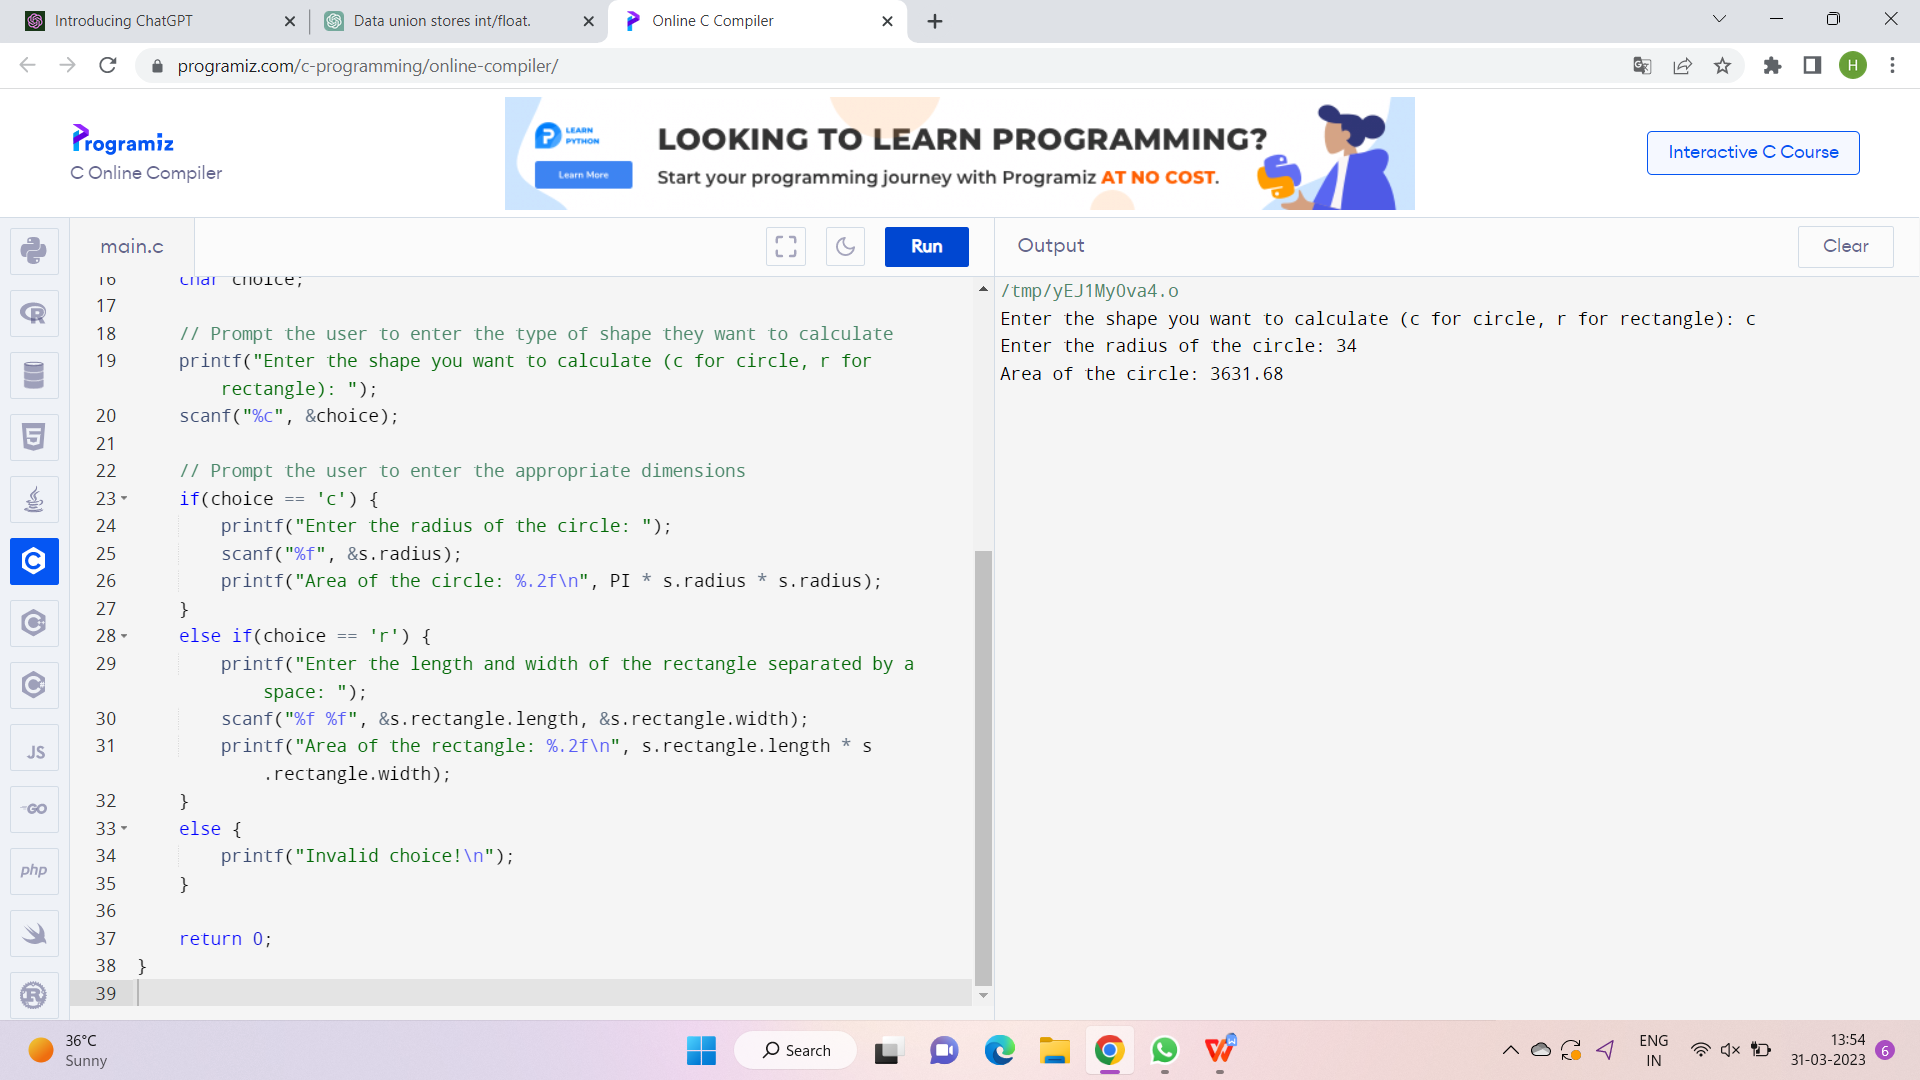 Introducing ChatGPT
Data union stores int/float.
Online C Compiler
programiz.com/c-programming/online-compiler/
H
Programiz
C Online Compiler
LEARN
PYTHON
Learn More
LOOKING TO LEARN PROGRAMMING?
Start your programming journey with Programiz AT NO COST.
Interactive C Course
main.c
Run
Output
Clear
16 char choice;
17
18 // Prompt the user to enter the type of shape they want to calculate
19 printf("Enter the shape you want to calculate (c for circle, r for
rectangle): ");
20 scanf("%c", &choice);
21
22 // Prompt the user to enter the appropriate dimensions
23 if(choice == 'c') {
24 printf("Enter the radius of the circle: ");
25 scanf("%f", &s.radius);
26 printf("Area of the circle: %.2f\n", PI * s.radius * s.radius);
27 }
28 else if(choice == 'r') {
29 printf("Enter the length and width of the rectangle separated by a
space: ");
30 scanf("%f %f", &s.rectangle.length, &s.rectangle.width);
31 printf("Area of the rectangle: %.2f\n", s.rectangle.length * s
.rectangle.width);
32 }
33 else {
34 printf("Invalid choice!\n");
35 }
36
37 return 0;
38 }
39
/tmp/yEJ1MyOva4.o
Enter the shape you want to calculate (c for circle, r for rectangle): c
Enter the radius of the circle: 34
Area of the circle: 3631.68
R
5
C
JS
GO
php
R
36°C
Sunny
Search
ENG
IN
13:54
31-03-2023
6